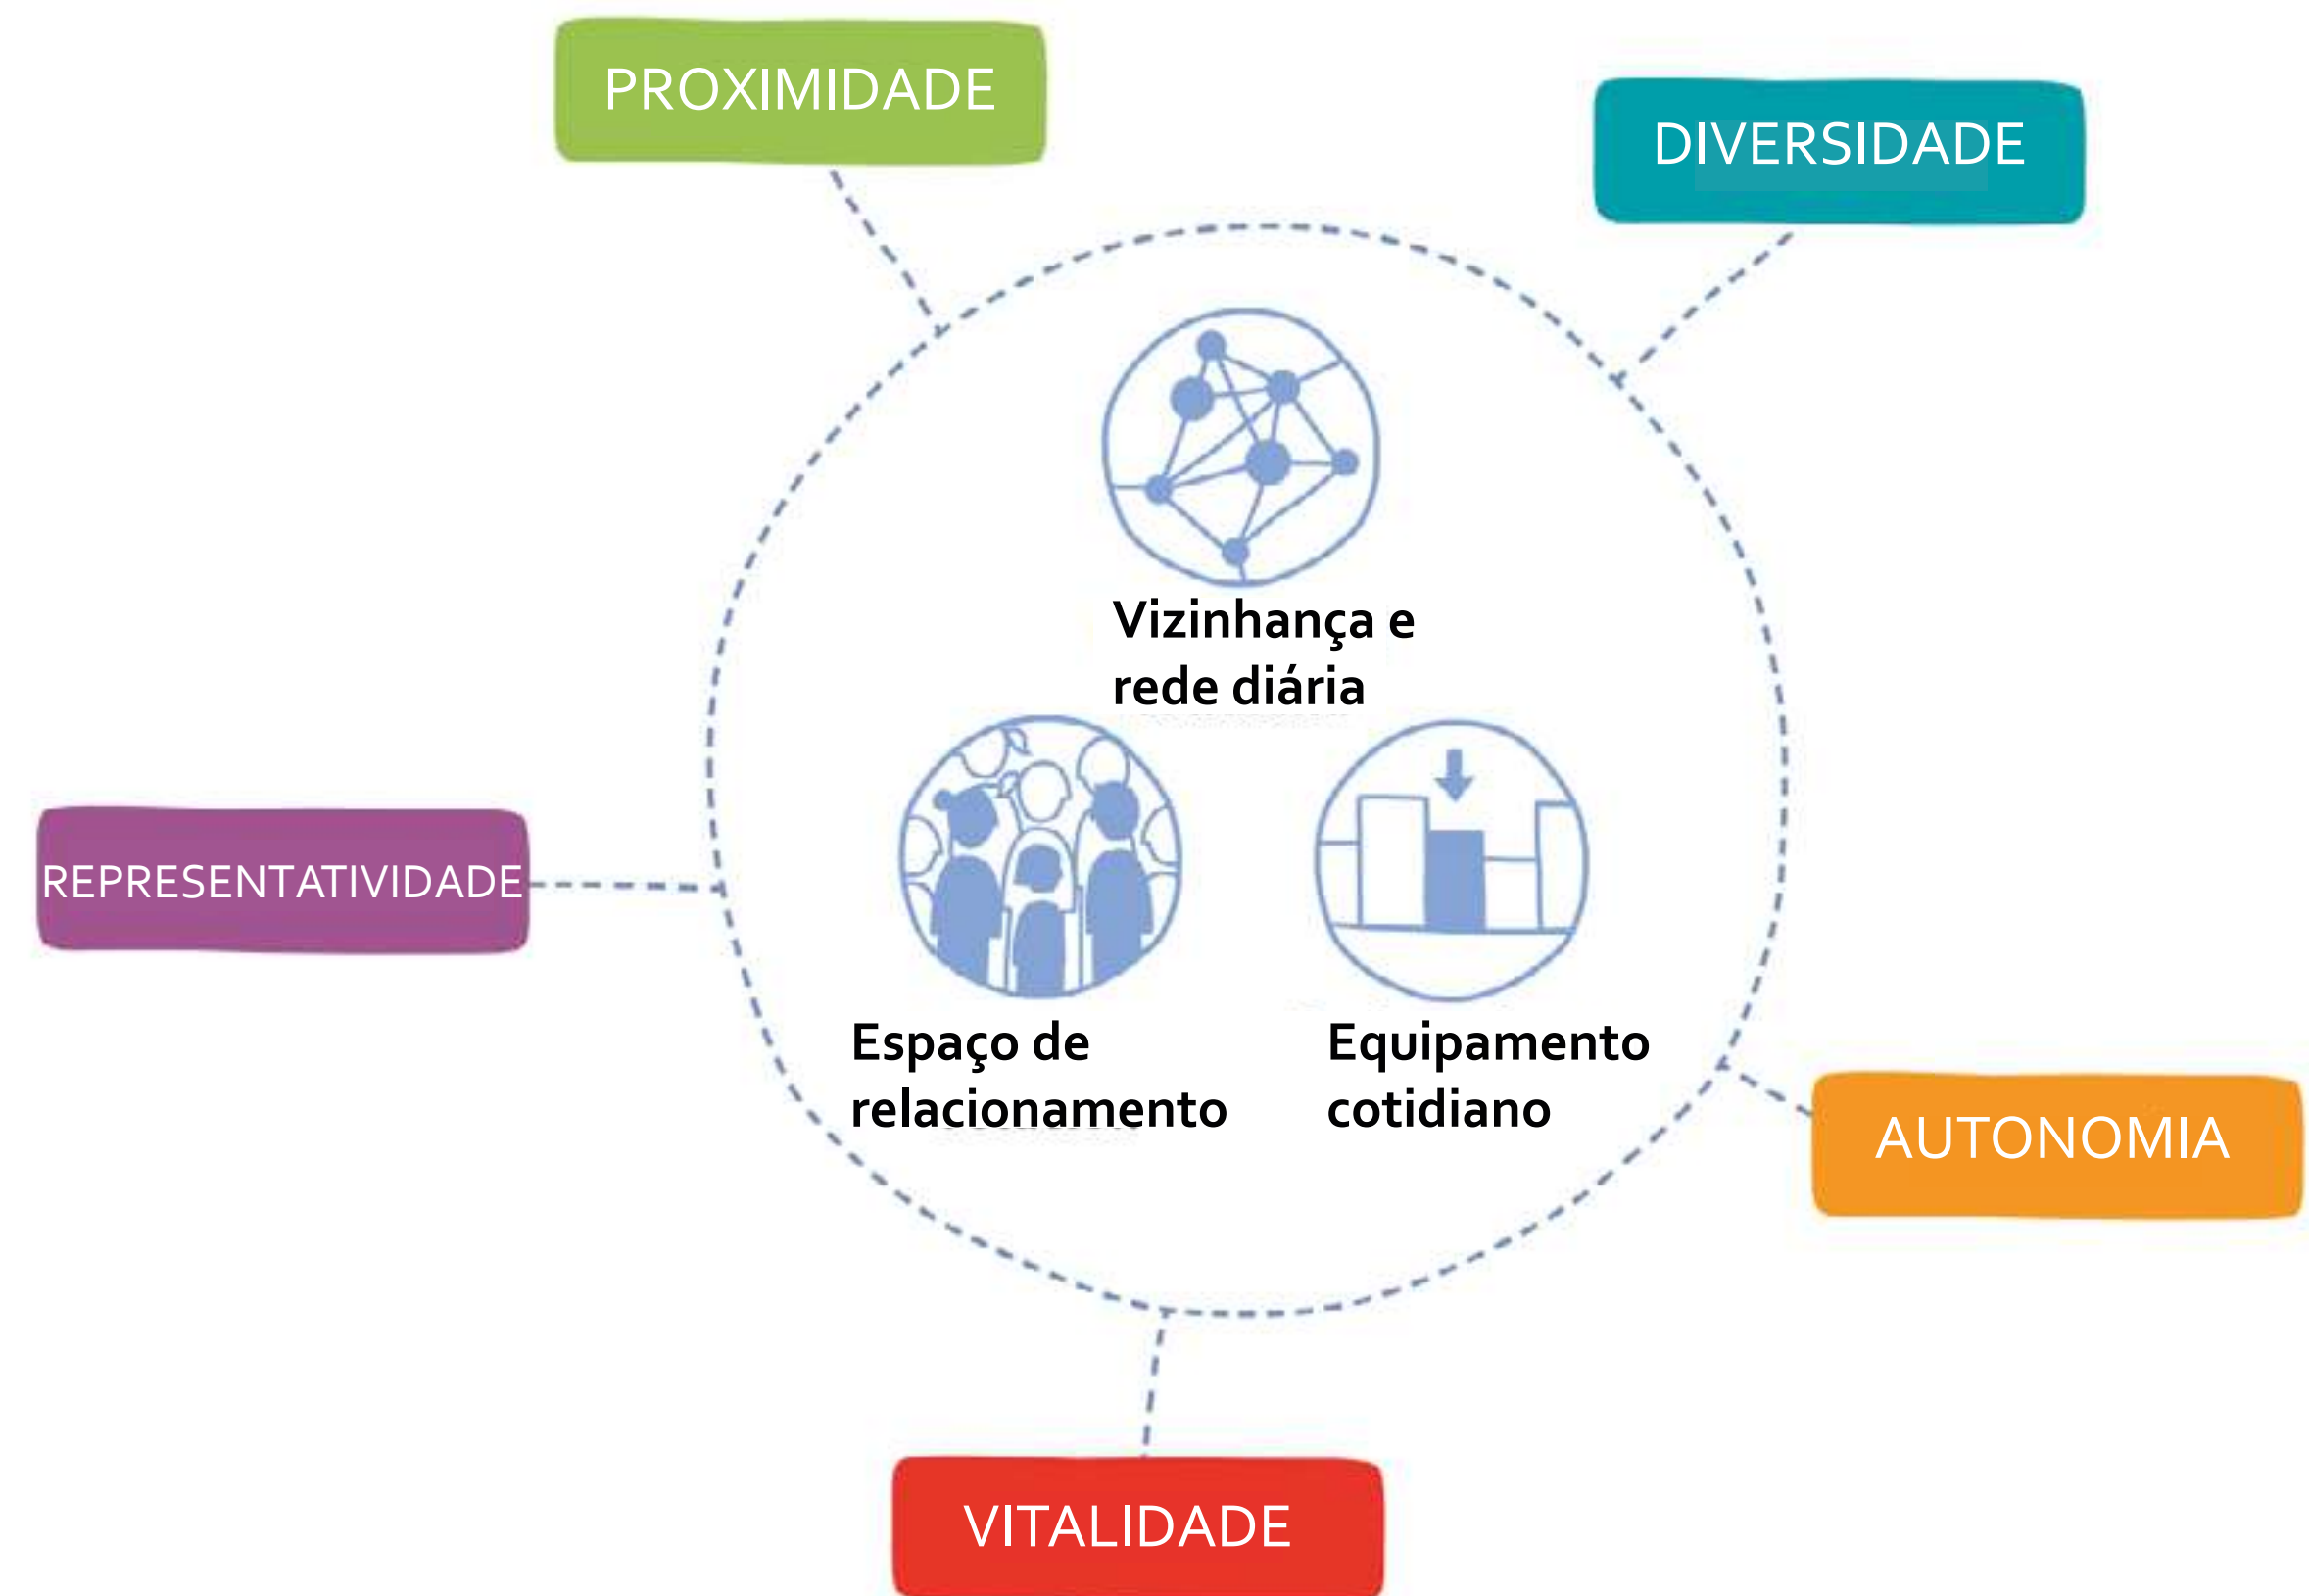 PROXIMIDADE
DIVERSIDADE
Vizinhança e
rede diária
REPRESENTATIVIDADE
Espaço de
relacionamento
Equipamento
cotidiano
AUTONOMIA
VITALIDADE